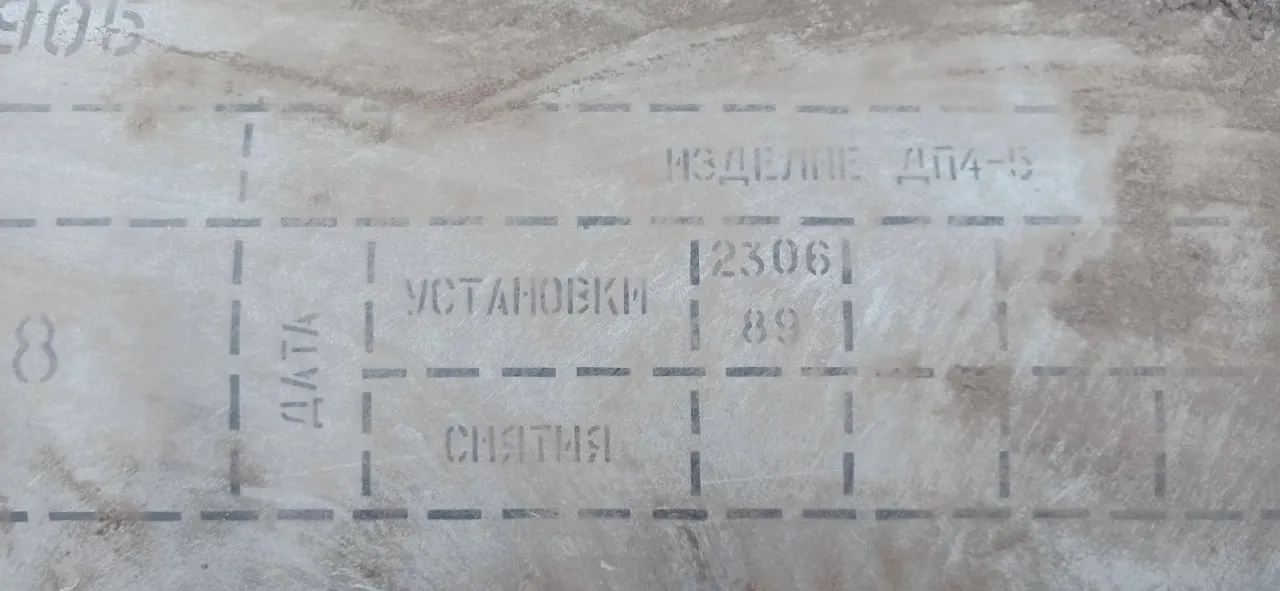 ИЗДЕЛИЕ ДП4-5
УСТАНОВКИ
2306
89
8
ДАТА
СНЯТИЯ